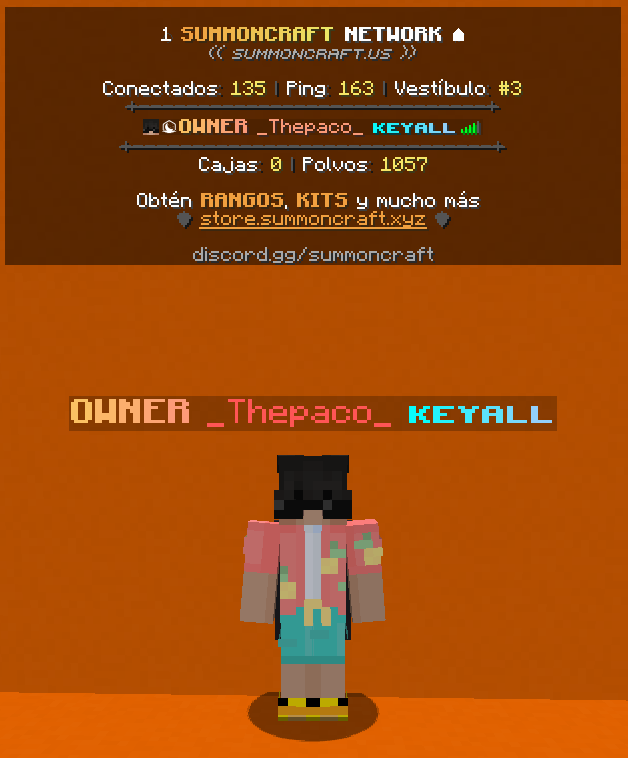 1 SUMMONCRAFT NETWORK
(( SUMMONCRAFT.US ))
Conectados: 135 | Ping: 163 | Vestíbulo: #3
OWNER _Thepaco_ KEYALL
Cajas: 0 | Polvos: 1057
Obtén RANGOS, KITS y mucho más
store.summoncraft.xyz
discord.gg/summoncraft
OWNER _Thepaco_ KEYALL